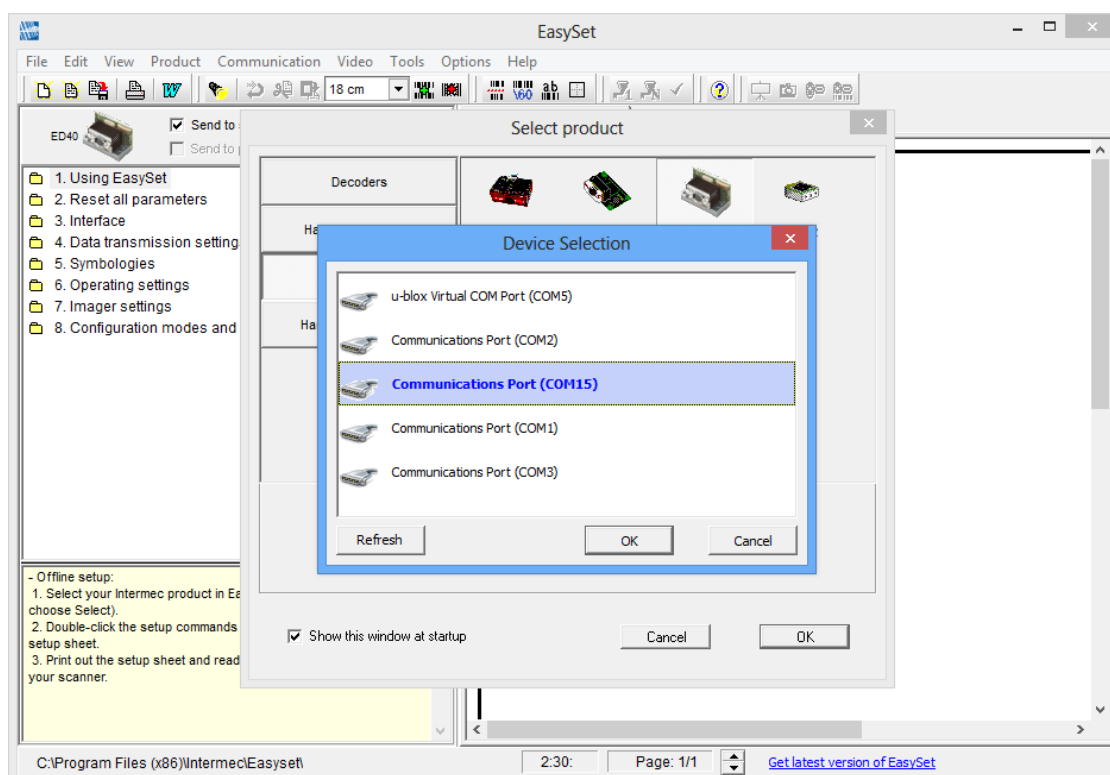 EasySet
File Edit View Product Communication Video Tools Options Help
W 18 cm
ab
ED40
Send to
Send to
Select product
1. Using EasySet
2. Reset all parameters
3. Interface
4. Data transmission setting
5. Symbologies
6. Operating settings
7. Imager settings
8. Configuration modes and
Decoders
Ha
Ha
Device Selection
u-blox Virtual COM Port (COM5)
Communications Port (COM2)
Communications Port (COM15)
Communications Port (COM1)
Communications Port (COM3)
Refresh OK Cancel
- Offline setup:
1. Select your Intermec product in Ea
choose Select).
2. Double-click the setup commands
setup sheet.
3. Print out the setup sheet and read
your scanner.
Show this window at startup
Cancel OK
C:\Program Files (x86)\Intermec\Easyset\ 2:30: Page: 1/1 Get latest version of EasySet